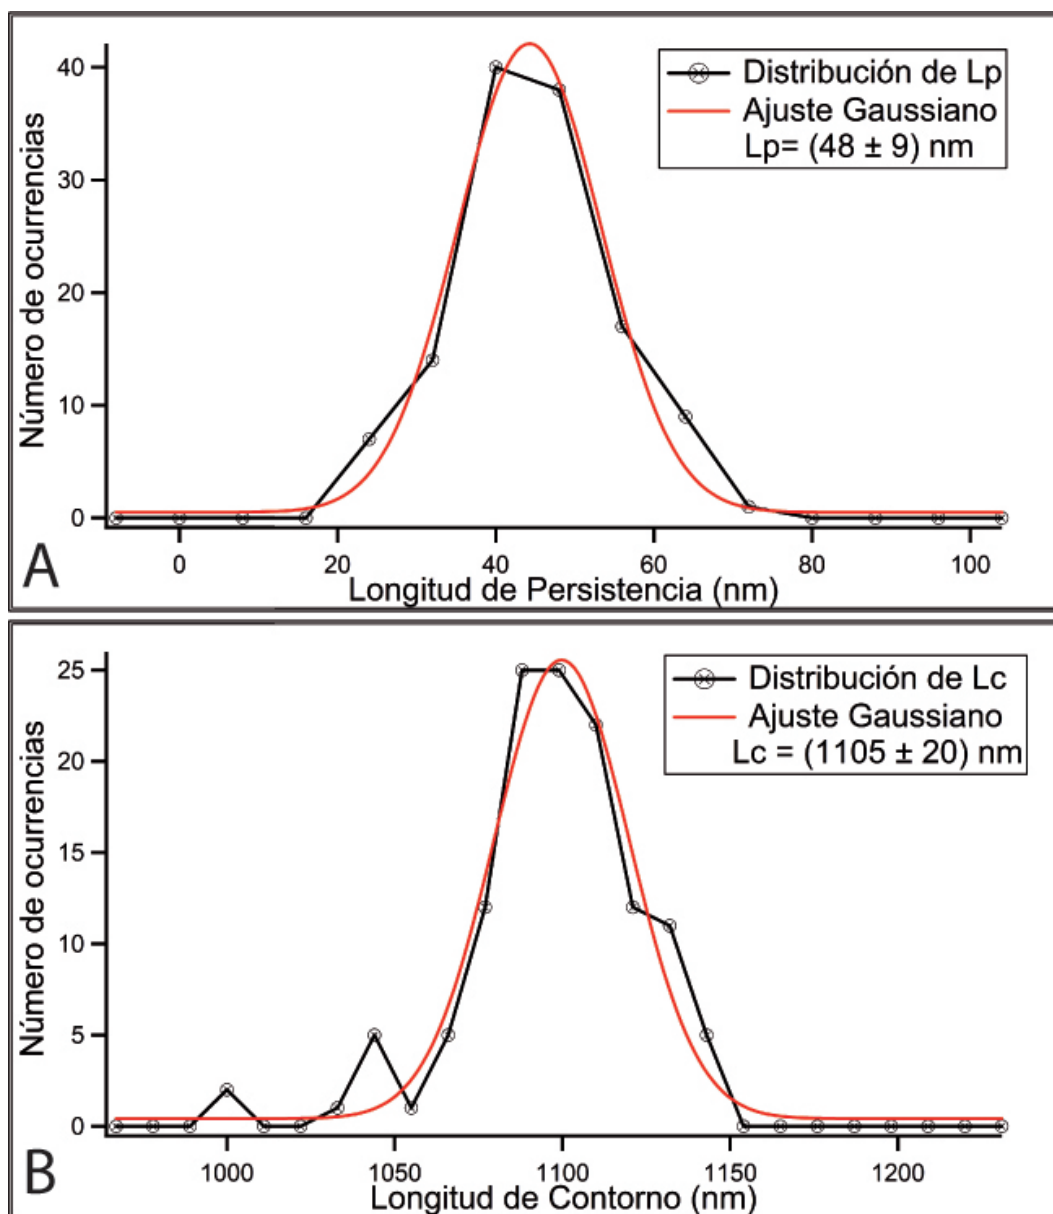 Distribución de Lp
Ajuste Gaussiano
Lp= (48 ± 9) nm
Número de ocurrencias
40
30
20
10
0
0 20 40 60 80 100
Longitud de Persistencia (nm)
A
Distribución de Lc
Ajuste Gaussiano
Lc = (1105 ± 20) nm
Número de ocurrencias
25
20
15
10
5
0
1000 1050 1100 1150 1200
Longitud de Contorno (nm)
B